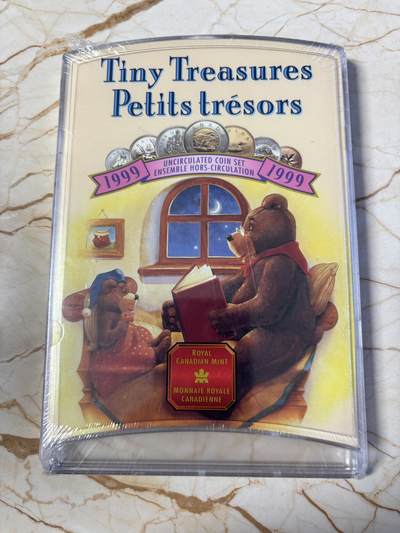 Tiny Treasures
Petits trésors
1999
UNCIRCULATED COIN SET
ENSEMBLE HORS-CIRCULATION
1999
ROYAL
CANADIAN MINT
MONNAIE ROYALE
CANADIENNE